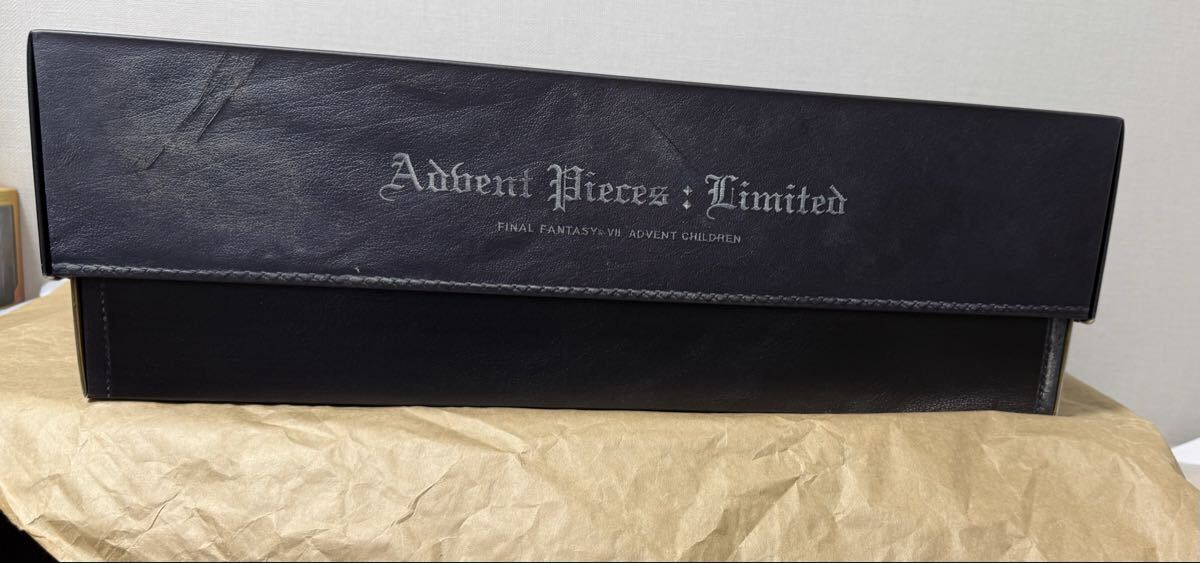 Advent Pieces : Limited
FINAL FANTASY VII ADVENT CHILDREN